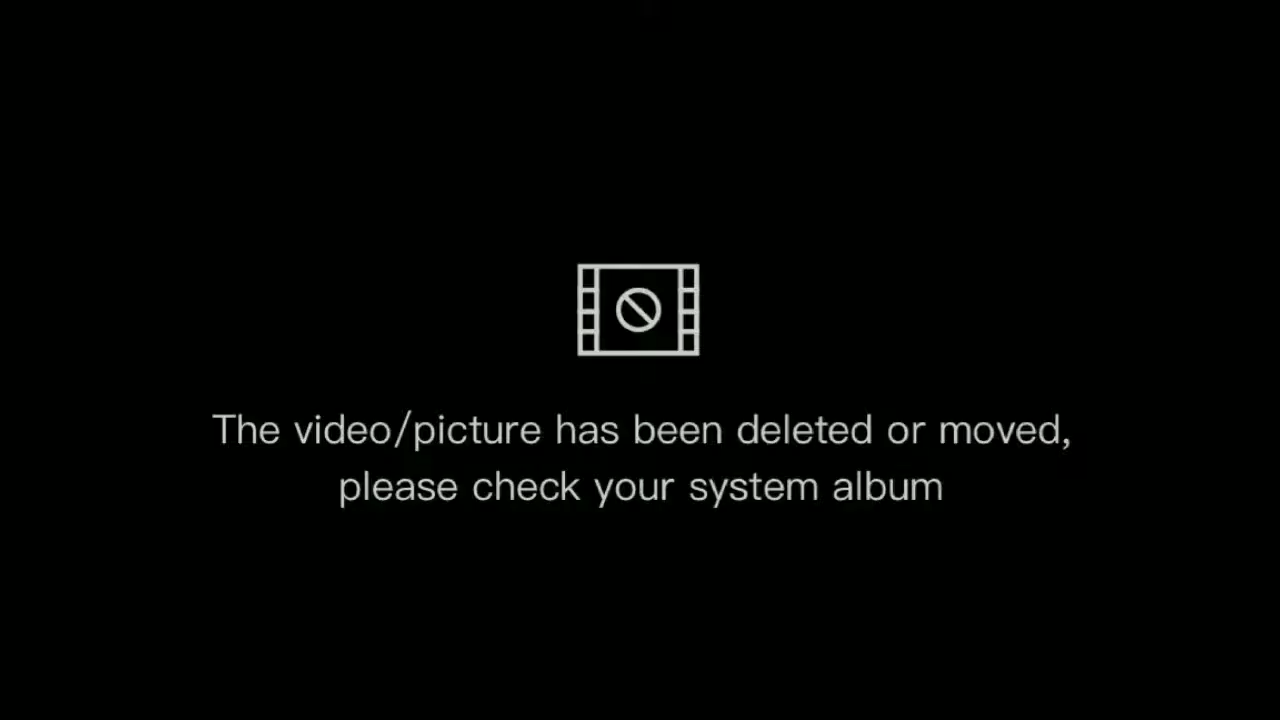 The video/picture has been deleted or moved,
please check your system album